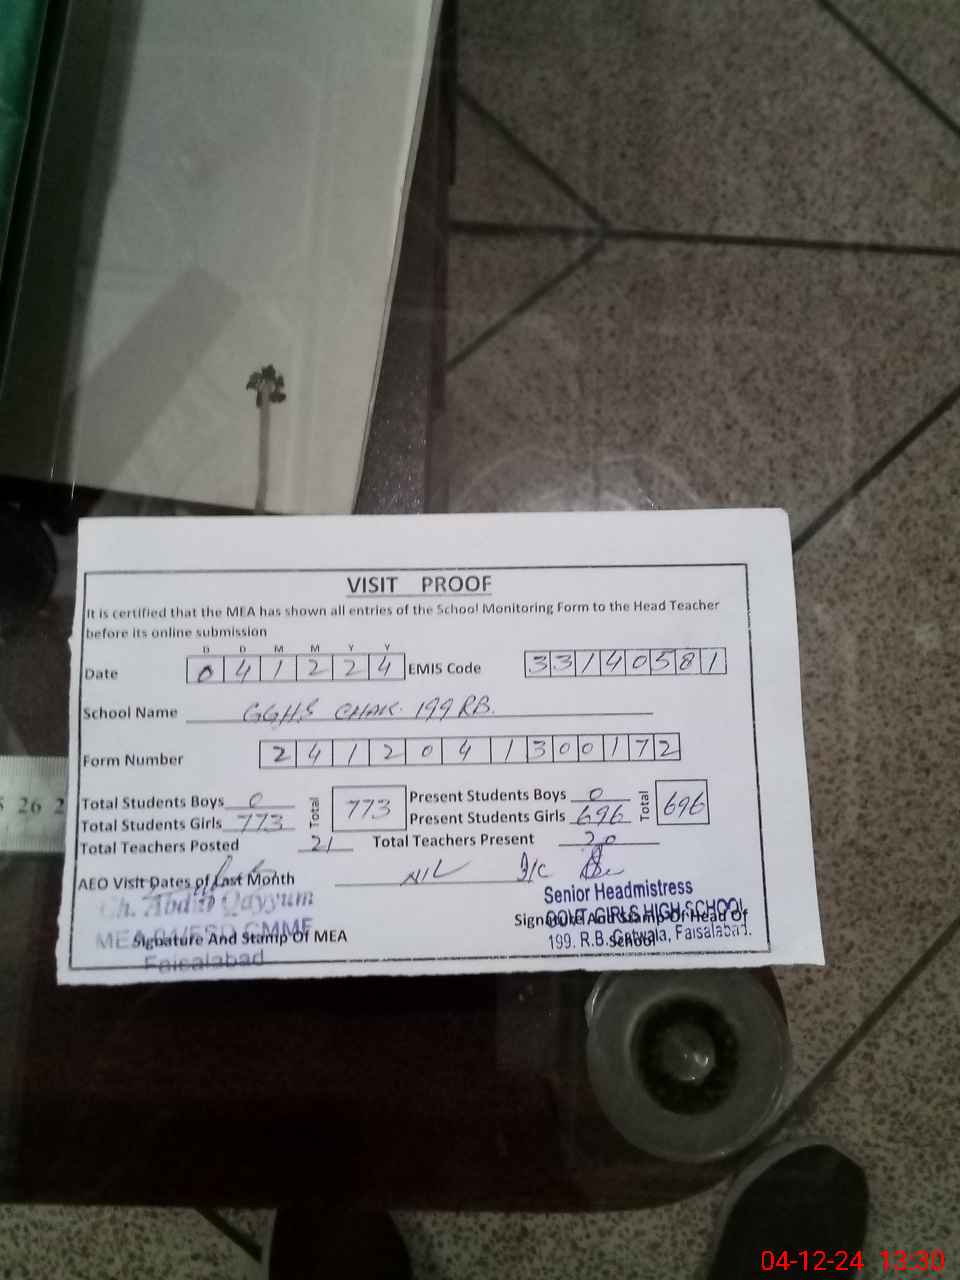 VISIT PROOF
It is certified that the MEA has shown all entries of the School Monitoring Form to the Head Teacher
before its online submission
D D M M Y Y
Date 0 4 1 2 2 4 EMIS Code 3 3 1 4 0 5 8 1
School Name GGHS CHAK. 199 RB.
Form Number 2 4 1 2 0 4 1 3 0 0 1 7 2
Total Students Boys 0 Total 773 Present Students Boys 0 Total 696
Total Students Girls 773 Present Students Girls 696
Total Teachers Posted 21 Total Teachers Present 20
AEO Visit Dates of Last Month NIL I/C
Ch. Abdul Qayyum Senior Headmistress
GOVT GIRLS HIGH SCHOOL
Signature And Stamp Of Head Of
MEA CMMF
Signature And Stamp Of MEA 199. R.B. Gatwala, Faisalabad.
School
Faisalabad
26 2
04-12-24 13:30